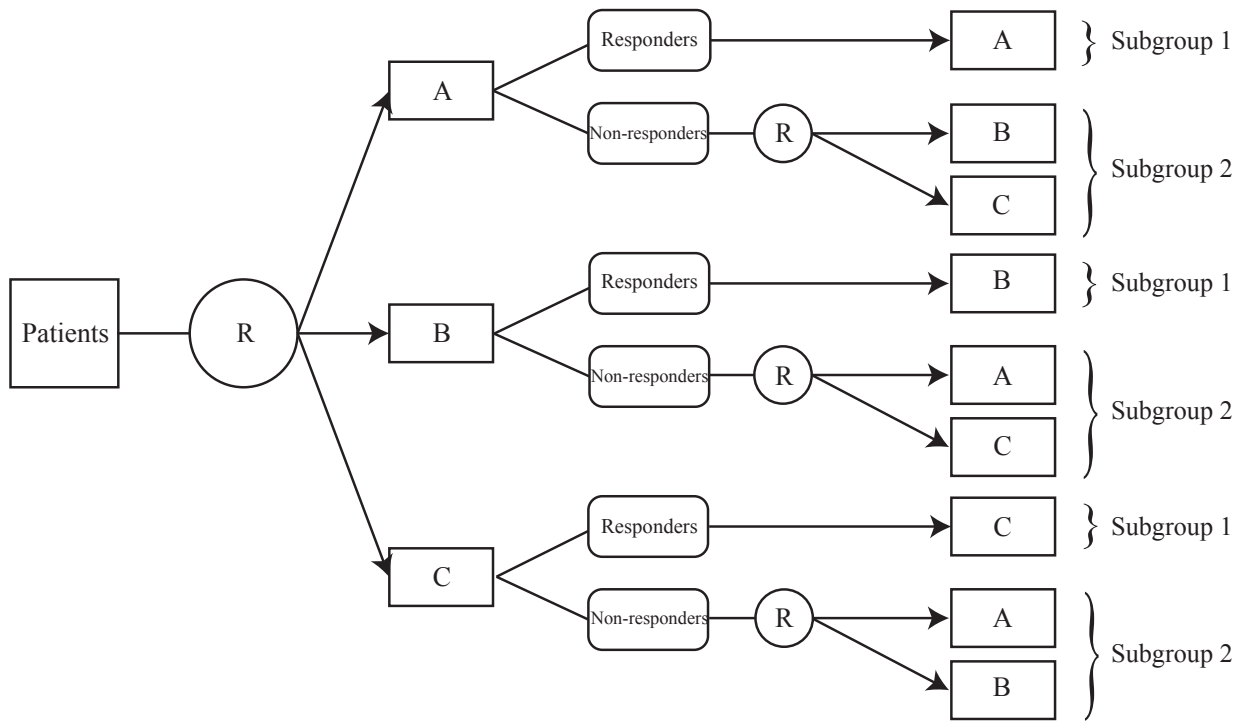 Responders
A
Subgroup 1
A
Non-responders
R
B
Subgroup 2
C
Patients
R
Responders
B
Subgroup 1
B
Non-responders
R
A
Subgroup 2
C
Responders
C
Subgroup 1
C
Non-responders
R
A
Subgroup 2
B